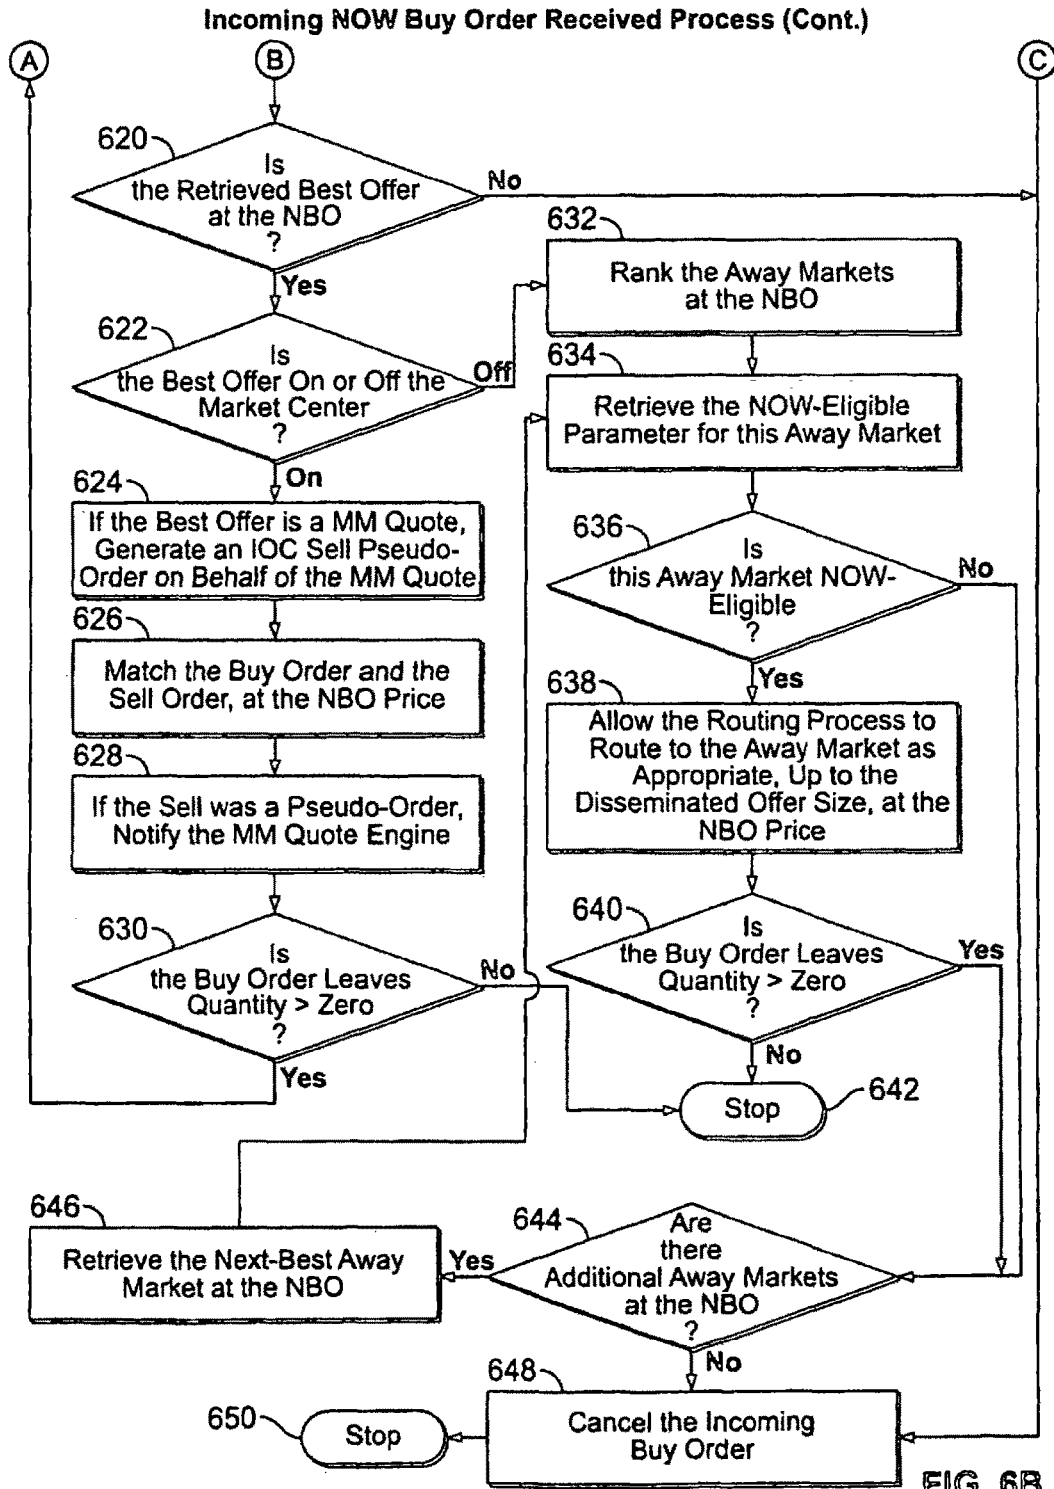 Incoming NOW Buy Order Received Process (Cont.)
A
B
C
620
Is
the Retrieved Best Offer
at the NBO
?
No
Yes
622
Is
the Best Offer On or Off the
Market Center
?
Off
On
624
If the Best Offer is a MM Quote,
Generate an IOC Sell Pseudo-
Order on Behalf of the MM Quote
626
Match the Buy Order and the
Sell Order, at the NBO Price
628
If the Sell was a Pseudo-Order,
Notify the MM Quote Engine
630
Is
the Buy Order Leaves
Quantity > Zero
?
No
Yes
632
Rank the Away Markets
at the NBO
634
Retrieve the NOW-Eligible
Parameter for this Away Market
636
Is
this Away Market NOW-
Eligible
?
No
Yes
638
Allow the Routing Process to
Route to the Away Market as
Appropriate, Up to the
Disseminated Offer Size, at the
NBO Price
640
Is
the Buy Order Leaves
Quantity > Zero
?
Yes
No
Stop
642
644
Are
there
Additional Away Markets
at the NBO
?
Yes
No
646
Retrieve the Next-Best Away
Market at the NBO
648
Cancel the Incoming
Buy Order
650
Stop
FIG. 6B